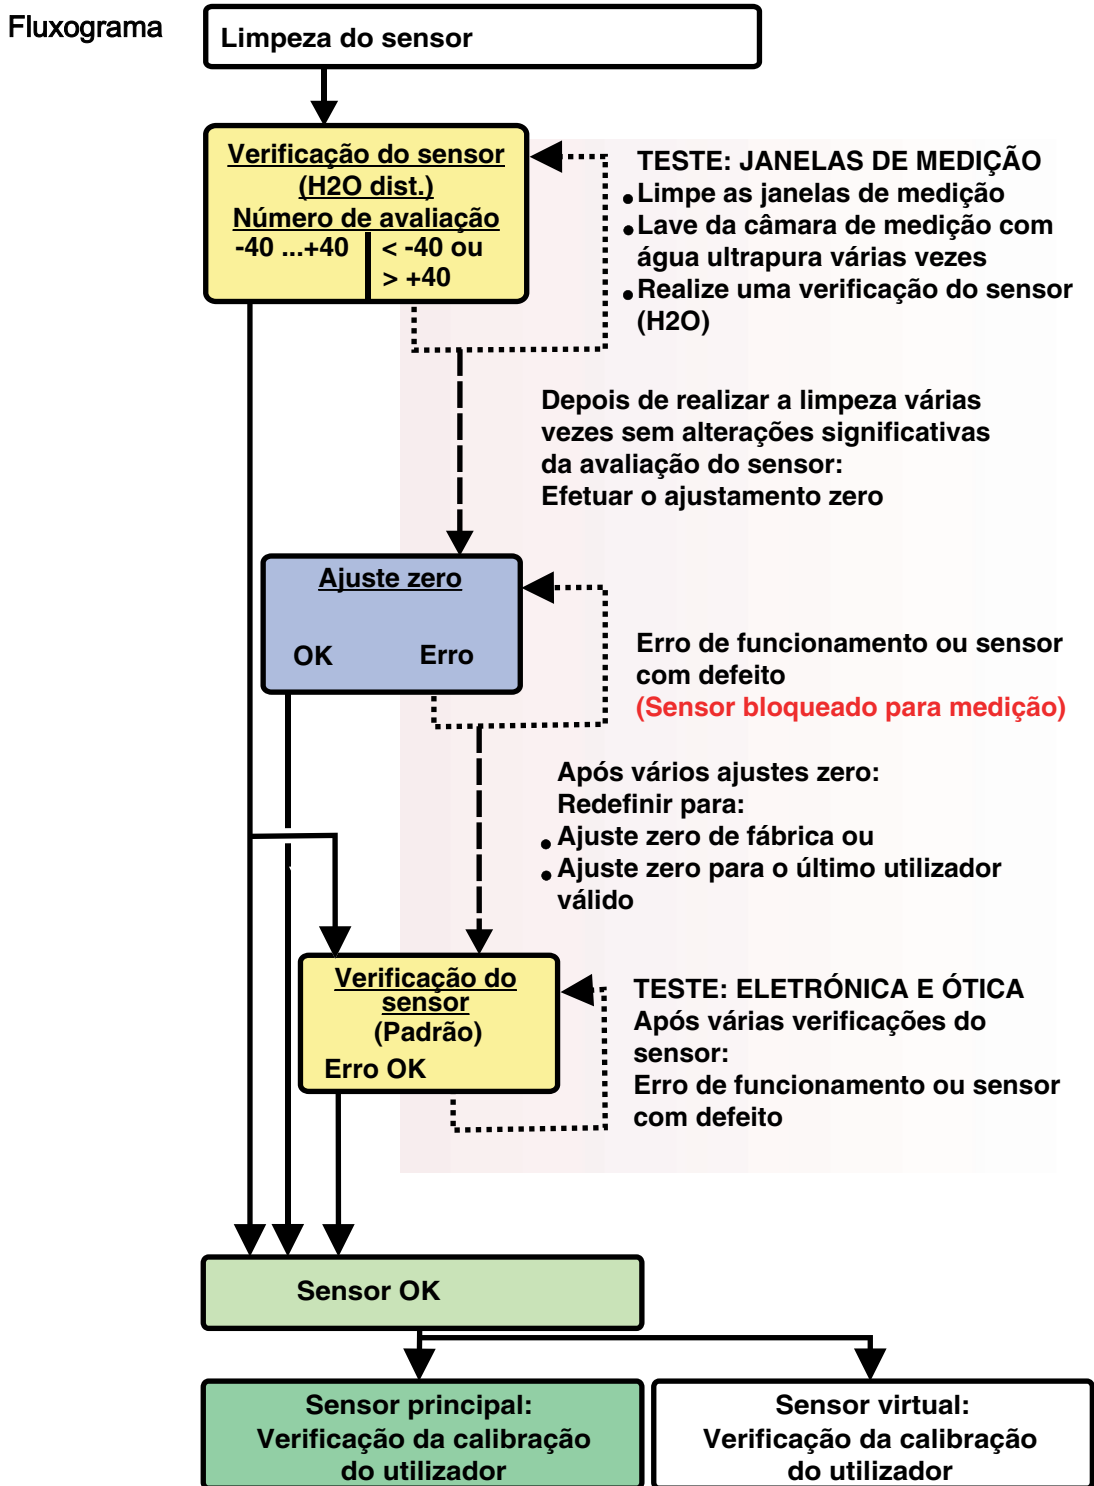 Fluxograma
Limpeza do sensor
Verificação do sensor
(H2O dist.)
Número de avaliação
-40 ...+40
< -40 ou
> +40
TESTE: JANELAS DE MEDIÇÃO
• Limpe as janelas de medição
• Lave da câmara de medição com
água ultrapura várias vezes
• Realize uma verificação do sensor
(H2O)
Depois de realizar a limpeza várias
vezes sem alterações significativas
da avaliação do sensor:
Efetuar o ajustamento zero
Ajuste zero
OK
Erro
Erro de funcionamento ou sensor
com defeito
(Sensor bloqueado para medição)
Após vários ajustes zero:
Redefinir para:
• Ajuste zero de fábrica ou
• Ajuste zero para o último utilizador
válido
Verificação do
sensor
(Padrão)
Erro OK
TESTE: ELETRÓNICA E ÓTICA
Após várias verificações do
sensor:
Erro de funcionamento ou sensor
com defeito
Sensor OK
Sensor principal:
Verificação da calibração
do utilizador
Sensor virtual:
Verificação da calibração
do utilizador